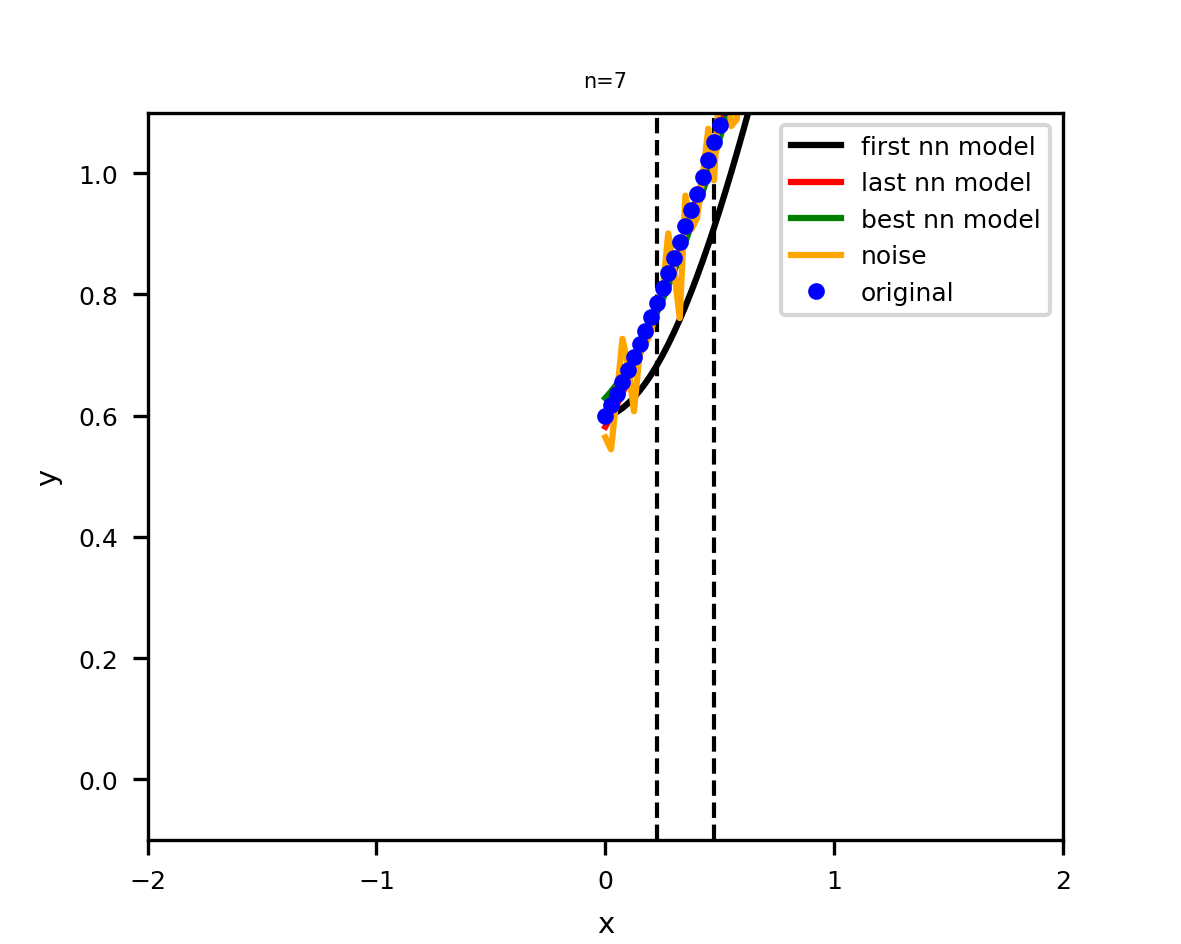 n=7
first nn model
last nn model
best nn model
noise
original
1.0
0.8
0.6
0.4
0.2
0.0
y
−2
−1
0
1
2
x